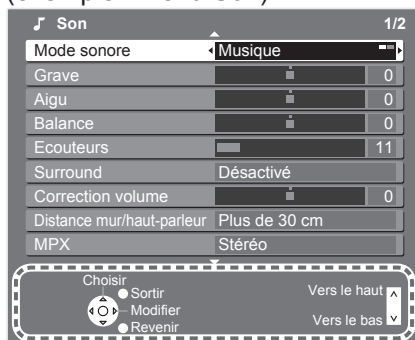 Son 1/2
Mode sonore Musique
Grave 0
Aigu 0
Balance 0
Ecouteurs 11
Surround Désactivé
Correction volume 0
Distance mur/haut-parleur Plus de 30 cm
MPX Stéréo
Choisir
Sortir
Modifier
Revenir
Vers le haut
Vers le bas